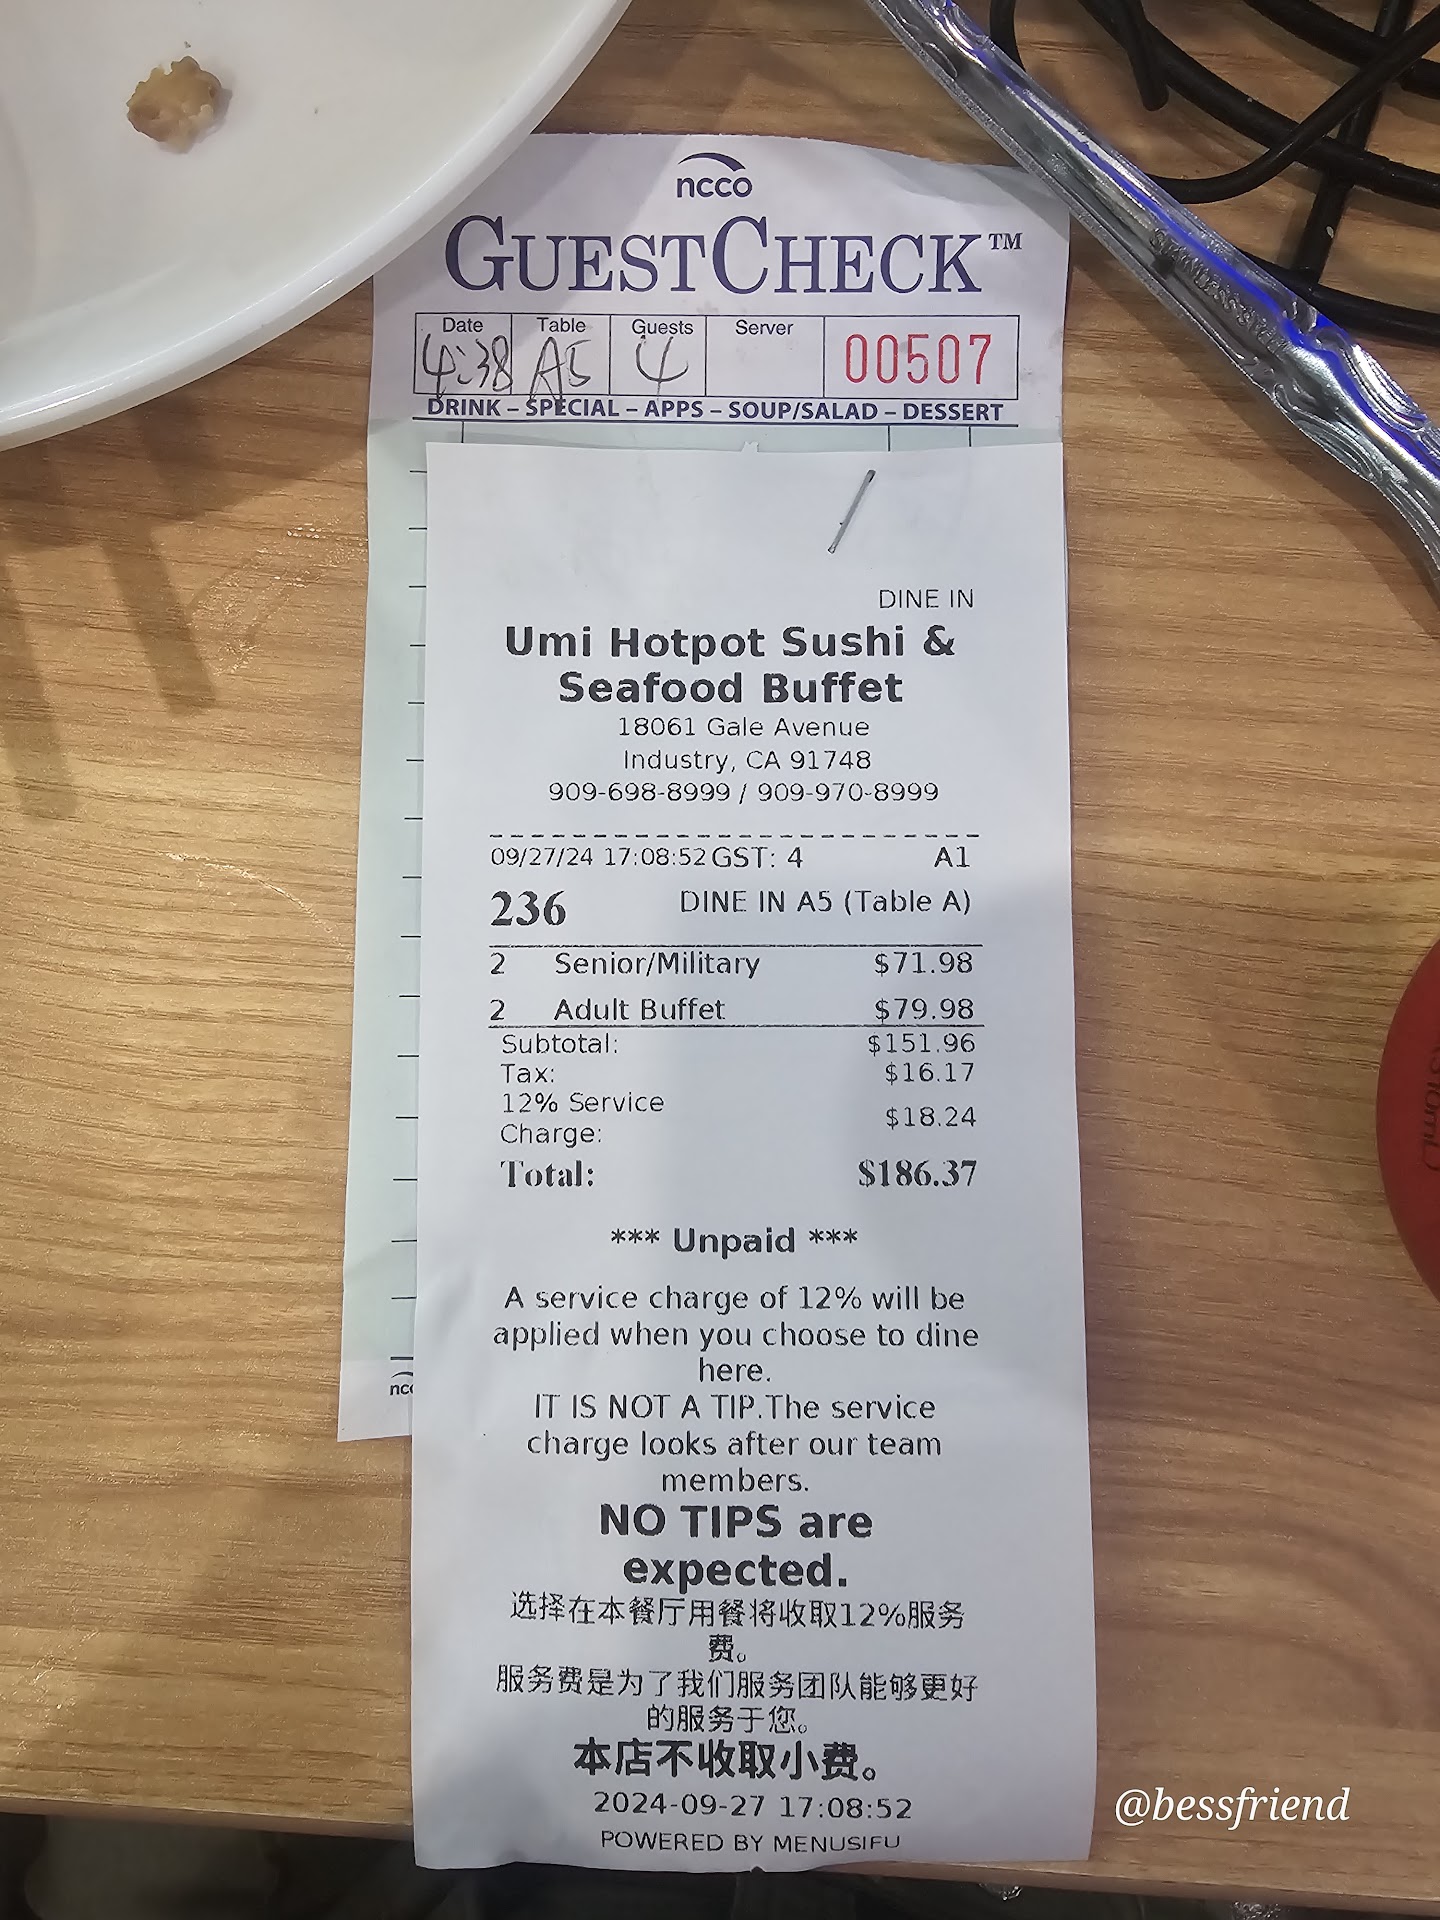 ncco
GUESTCHECK™
Date Table Guests Server
4:38 A5 4 00507
DRINK – SPECIAL – APPS – SOUP/SALAD – DESSERT
DINE IN
Umi Hotpot Sushi &
Seafood Buffet
18061 Gale Avenue
Industry, CA 91748
909-698-8999 / 909-970-8999
09/27/24 17:08:52 GST: 4 A1
236 DINE IN A5 (Table A)
2 Senior/Military $71.98
2 Adult Buffet $79.98
Subtotal: $151.96
Tax: $16.17
12% Service
Charge: $18.24
Total: $186.37
*** Unpaid ***
A service charge of 12% will be
applied when you choose to dine
here.
IT IS NOT A TIP.The service
charge looks after our team
members.
NO TIPS are
expected.
选择在本餐厅用餐将收取12%服务
费。
服务费是为了我们服务团队能够更好
的服务于您。
本店不收取小费。
2024-09-27 17:08:52
POWERED BY MENUSIFU
@bessfriend